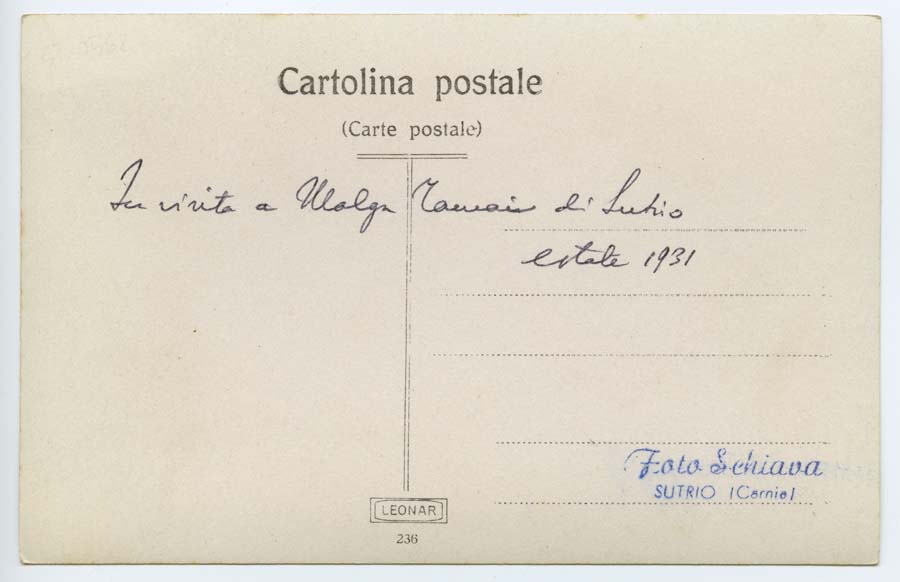 Cartolina postale
(Carte postale)
In visita a Malga Tamai di Sutrio
estate 1931
Foto Schiava
SUTRIO (Carnia)
LEONAR
236